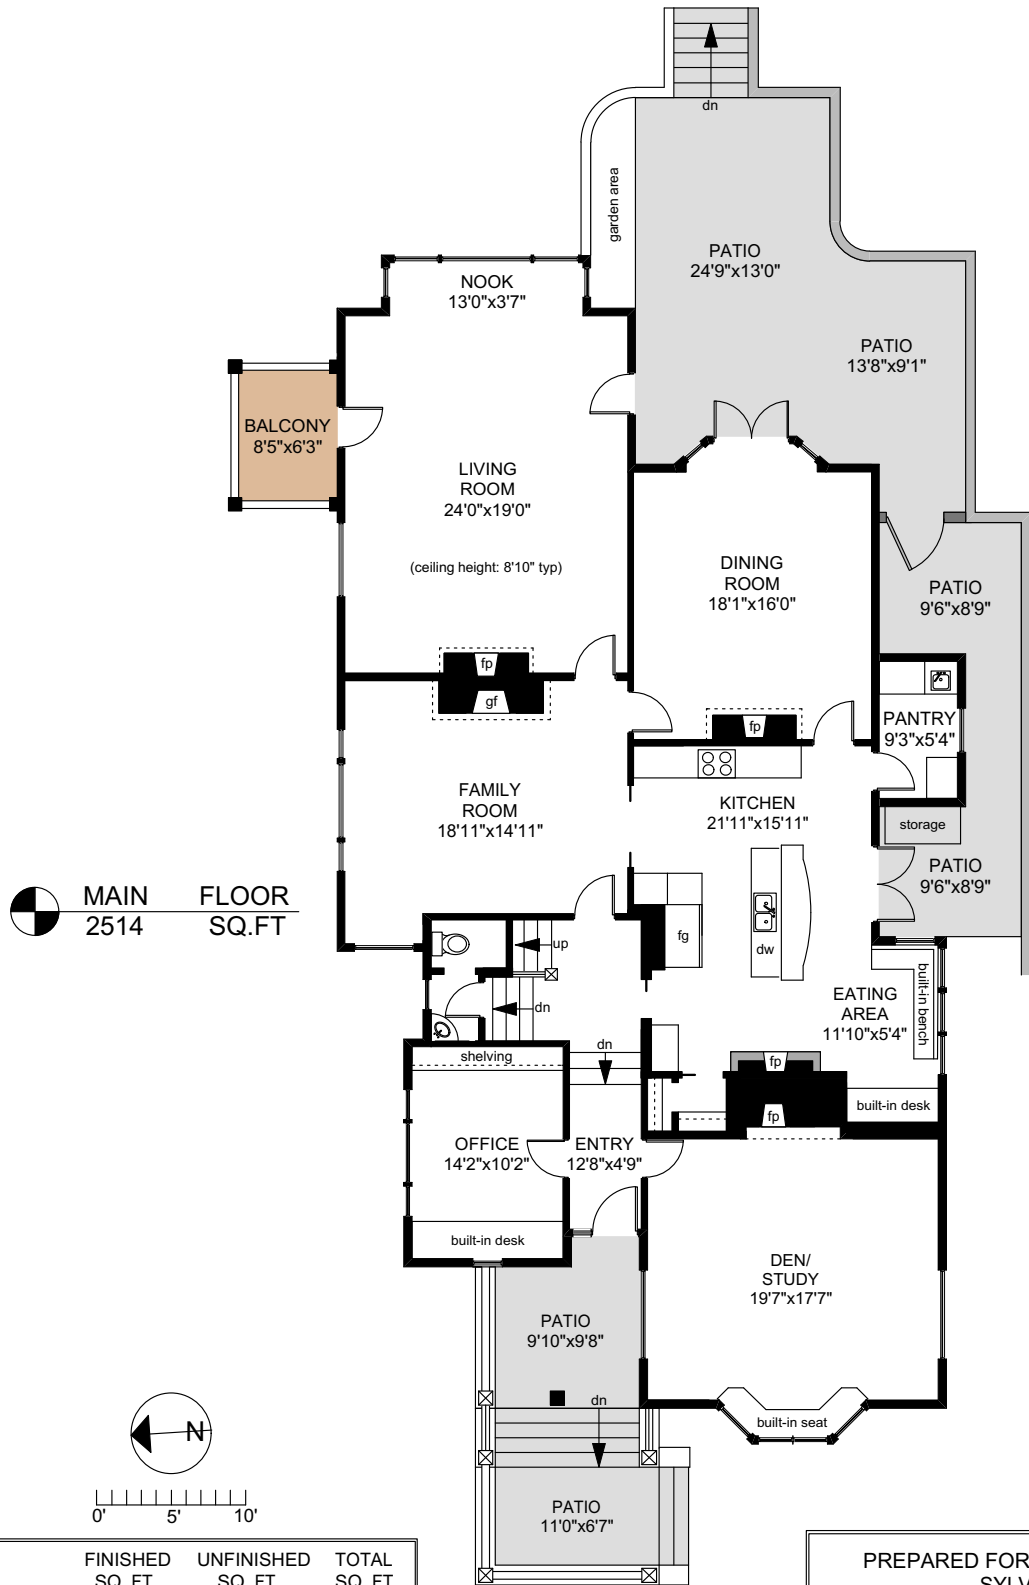 dn
garden area
PATIO
24'9"x13'0"
NOOK
13'0"x3'7"
PATIO
13'8"x9'1"
BALCONY
8'5"x6'3"
LIVING
ROOM
24'0"x19'0"
(ceiling height: 8'10" typ)
DINING
ROOM
18'1"x16'0"
PATIO
9'6"x8'9"
fp
gf
fp
PANTRY
9'3"x5'4"
FAMILY
ROOM
18'11"x14'11"
KITCHEN
21'11"x15'11"
storage
PATIO
9'6"x8'9"
MAIN FLOOR
2514 SQ.FT
fg
dw
up
dn
built-in bench
EATING
AREA
11'10"x5'4"
dn
shelving
fp
fp
built-in desk
OFFICE
14'2"x10'2"
ENTRY
12'8"x4'9"
built-in desk
DEN/
STUDY
19'7"x17'7"
PATIO
9'10"x9'8"
dn
built-in seat
N
0' 5' 10'
PATIO
11'0"x6'7"
FINISHED UNFINISHED TOTAL
SQ. FT. SQ. FT. SQ. FT.
PREPARED FOR
SYLV